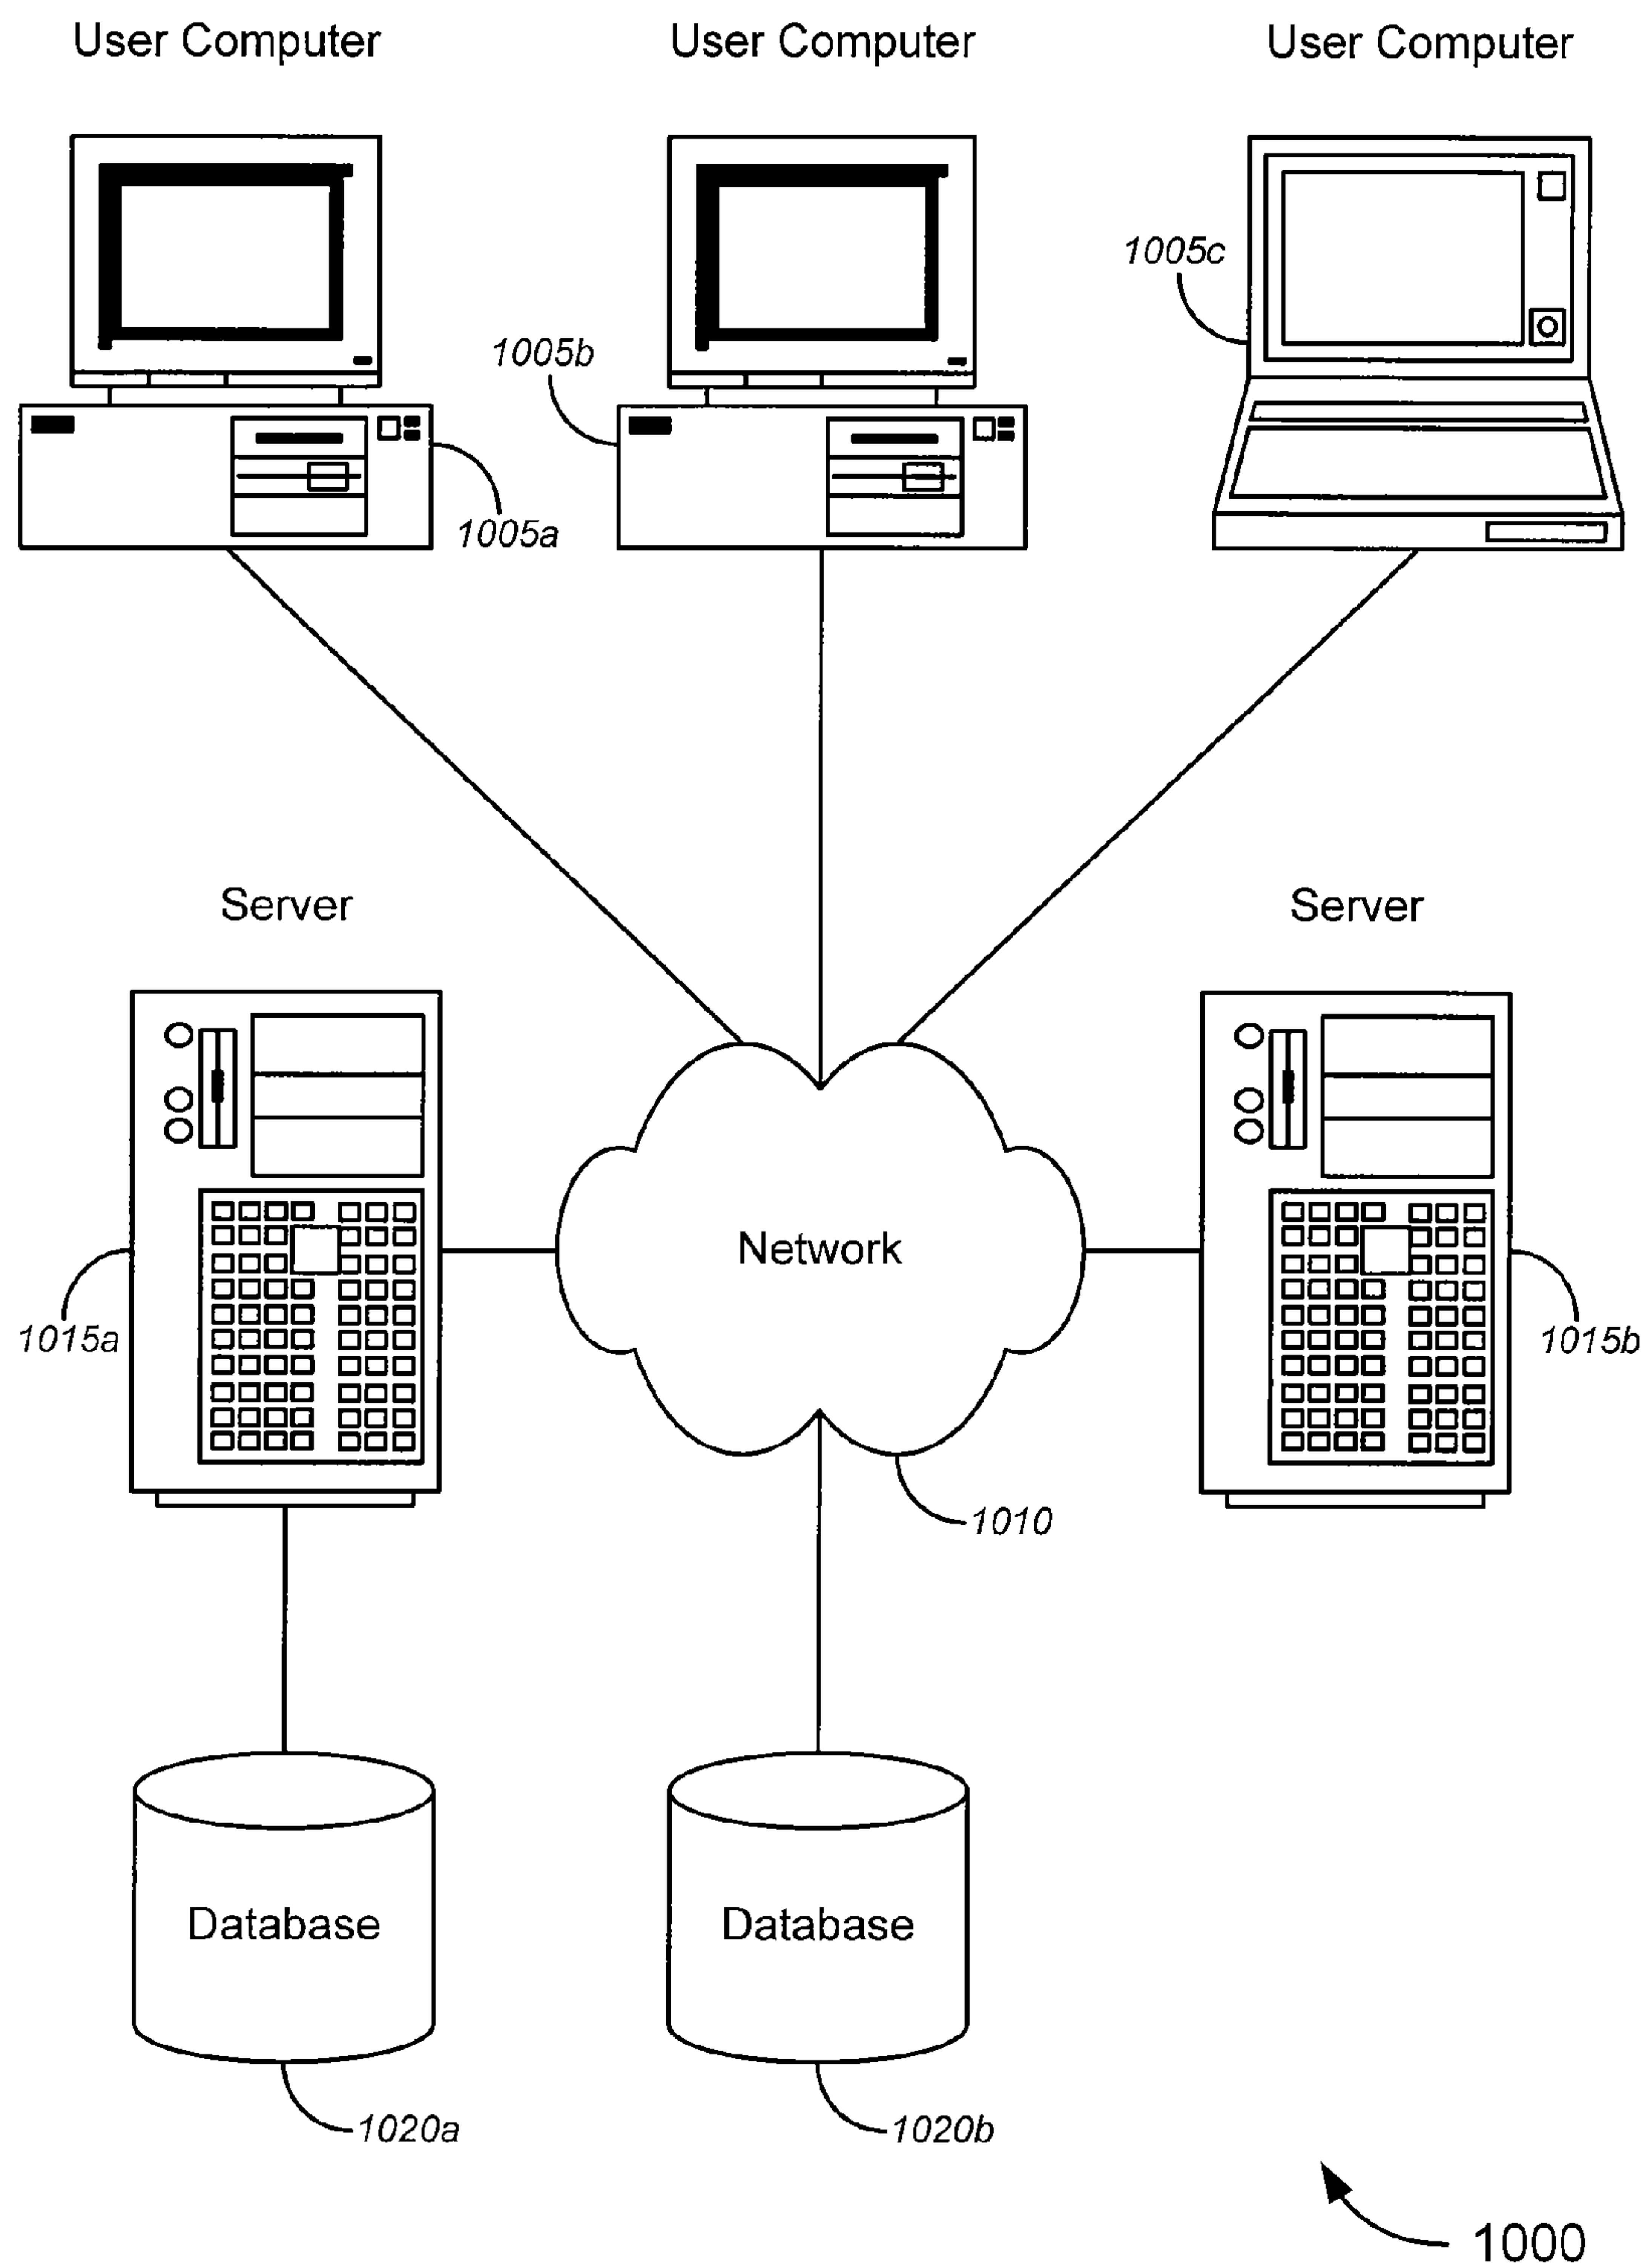 User Computer
User Computer
User Computer
1005c
1005b
1005a
Server
Server
Network
1015a
1015b
1010
Database
Database
1020a
1020b
1000